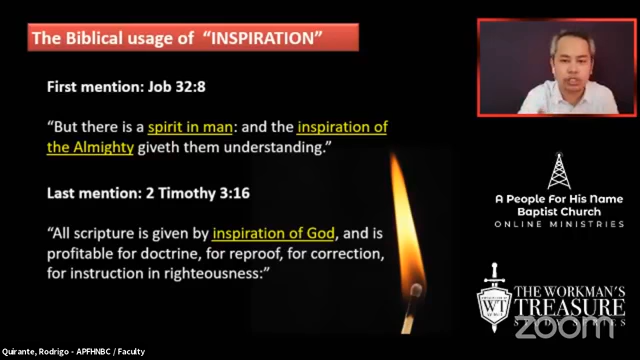 The Biblical usage of "INSPIRATION"
First mention: Job 32:8
"But there is a spirit in man: and the inspiration of
the Almighty giveth them understanding."
Last mention: 2 Timothy 3:16
"All scripture is given by inspiration of God, and is
profitable for doctrine, for reproof, for correction,
for instruction in righteousness:"
A People For His Name
Baptist Church
ONLINE MINISTRIES
WT
THE WORKMAN'S
TREASURE
zoom
Quirante, Rodrigo - APFHNBC / Faculty